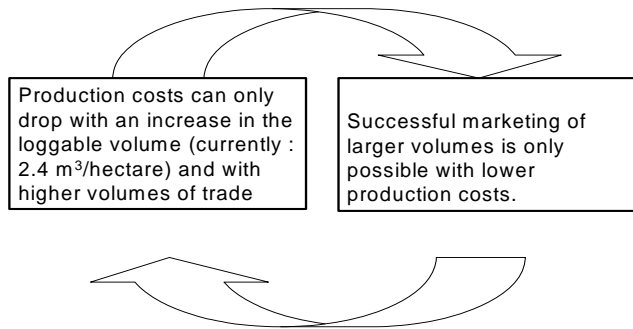 Production costs can only
drop with an increase in the
loggable volume (currently :
2.4 m³/hectare) and with
higher volumes of trade
Successful marketing of
larger volumes is only
possible with lower
production costs.